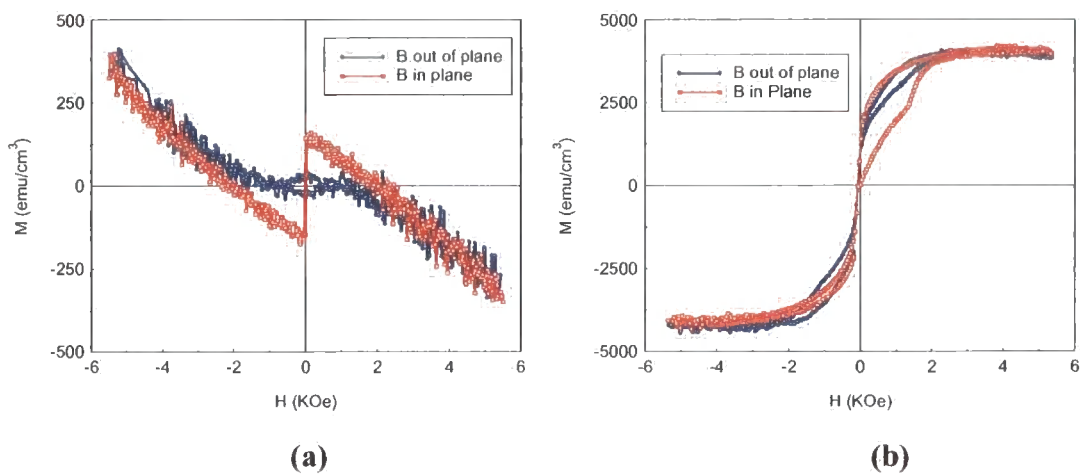 500
250
0
-250
-500
M (emu/cm³)
B out of plane
B in plane
-6
-4
-2
0
2
4
6
H (KOe)
(a)
5000
2500
0
-2500
-5000
M (emu/cm³)
B out of plane
B in Plane
-6
-4
-2
0
2
4
6
H (KOe)
(b)